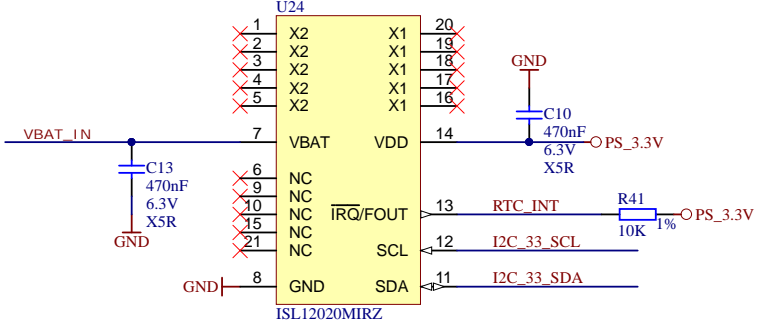 U24
1 X2 X1 20
2 X2 X1 19
3 X2 X1 18
4 X2 X1 17
5 X2 X1 16
GND
C10
470nF
6.3V
X5R
VBAT_IN 7 VBAT VDD 14 PS_3.3V
C13
470nF
6.3V
X5R
GND
6 NC
9 NC
10 NC
15 NC
21 NC
IRQ/FOUT 13 RTC_INT R41 10K 1% PS_3.3V
SCL 12 I2C_33_SCL
GND 8 GND SDA 11 I2C_33_SDA
ISL12020MIRZ